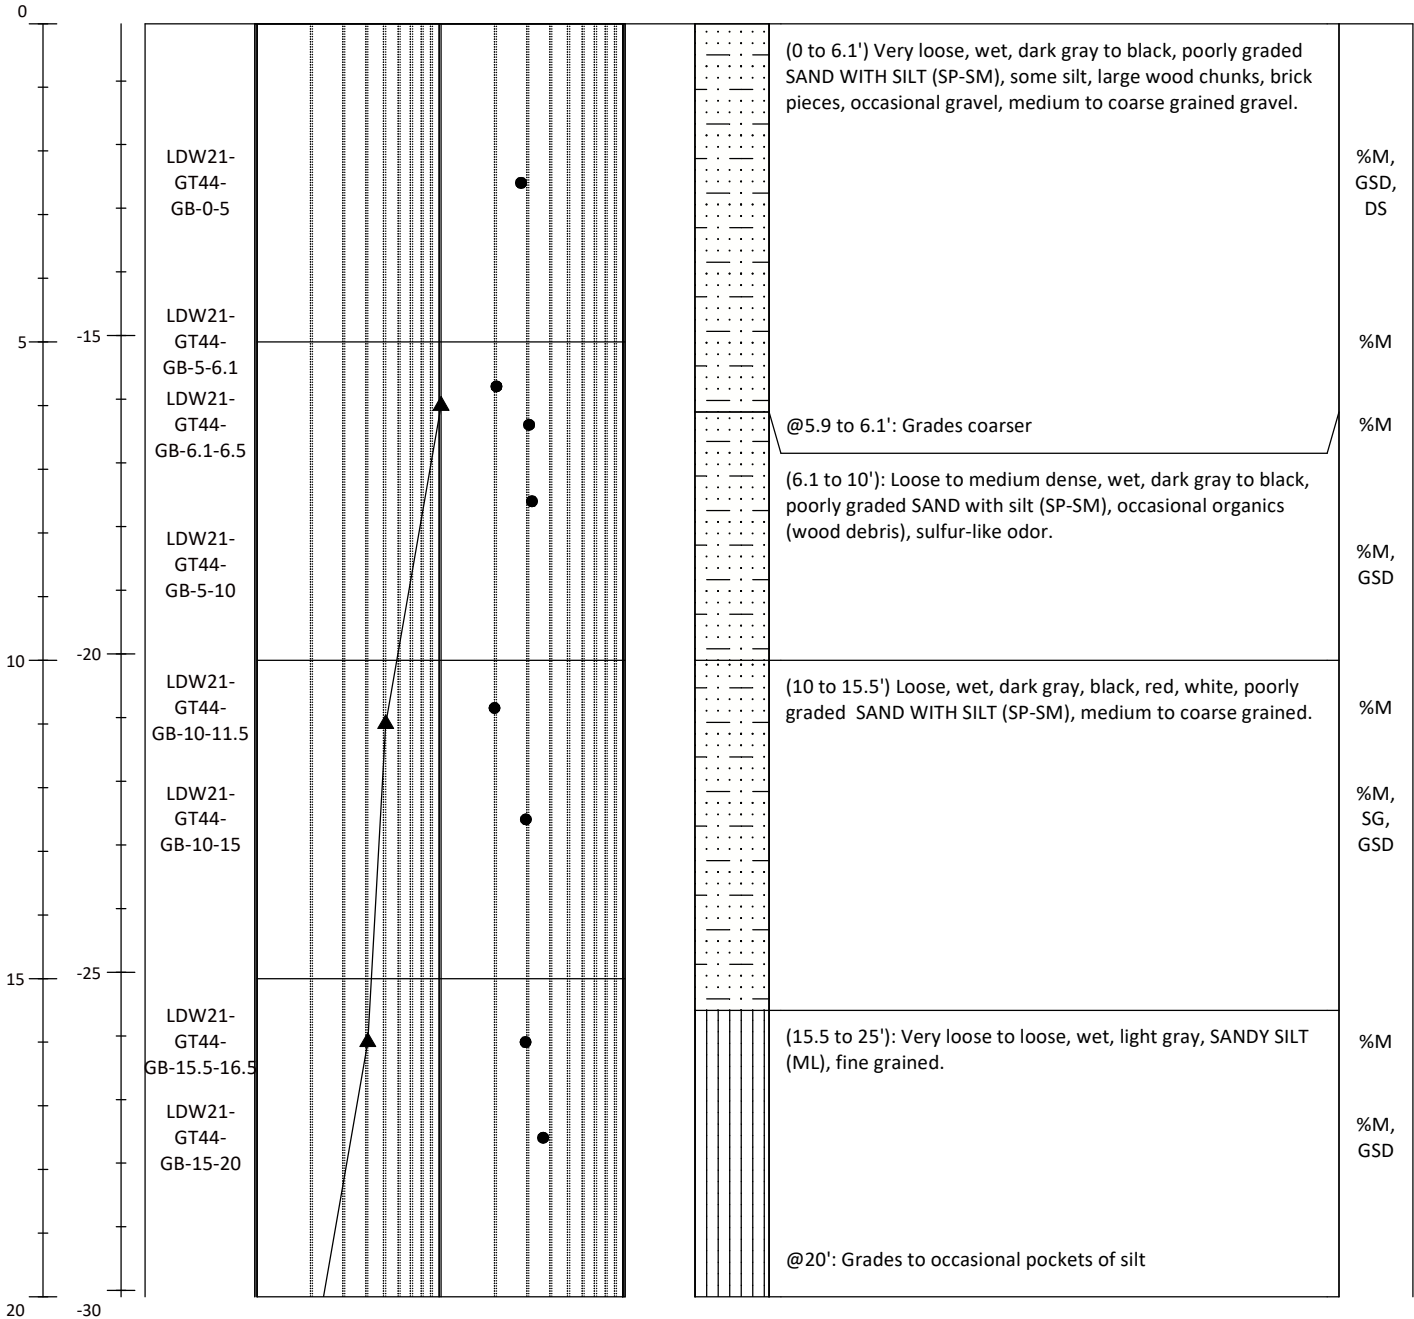 0
(0 to 6.1') Very loose, wet, dark gray to black, poorly graded
SAND WITH SILT (SP-SM), some silt, large wood chunks, brick
pieces, occasional gravel, medium to coarse grained gravel.
LDW21-
GT44-
GB-0-5
%M,
GSD,
DS
5
-15
LDW21-
GT44-
GB-5-6.1
%M
LDW21-
GT44-
GB-6.1-6.5
@5.9 to 6.1': Grades coarser
%M
(6.1 to 10'): Loose to medium dense, wet, dark gray to black,
poorly graded SAND with silt (SP-SM), occasional organics
(wood debris), sulfur-like odor.
LDW21-
GT44-
GB-5-10
%M,
GSD
10
-20
LDW21-
GT44-
GB-10-11.5
(10 to 15.5') Loose, wet, dark gray, black, red, white, poorly
graded  SAND WITH SILT (SP-SM), medium to coarse grained.
%M
LDW21-
GT44-
GB-10-15
%M,
SG,
GSD
15
-25
LDW21-
GT44-
GB-15.5-16.5
(15.5 to 25'): Very loose to loose, wet, light gray, SANDY SILT
(ML), fine grained.
%M
LDW21-
GT44-
GB-15-20
%M,
GSD
@20': Grades to occasional pockets of silt
20
-30